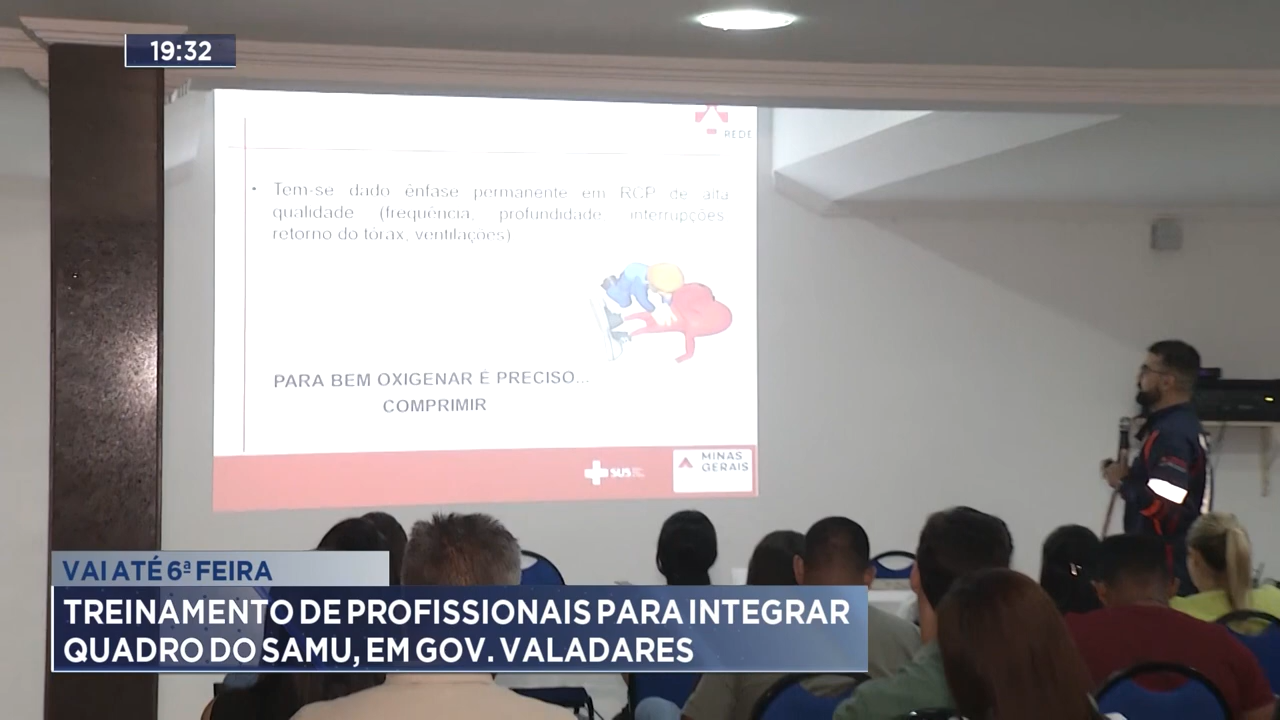 19:32
REDE
• Tem-se dado ênfase permanente em RCP de alta
qualidade (frequência, profundidade interrupções
retorno do tórax, ventilações)
PARA BEM OXIGENAR É PRECISO...
COMPRIMIR
SUS
MINAS
GERAIS
VAI ATÉ 6ª FEIRA
TREINAMENTO DE PROFISSIONAIS PARA INTEGRAR
QUADRO DO SAMU, EM GOV. VALADARES